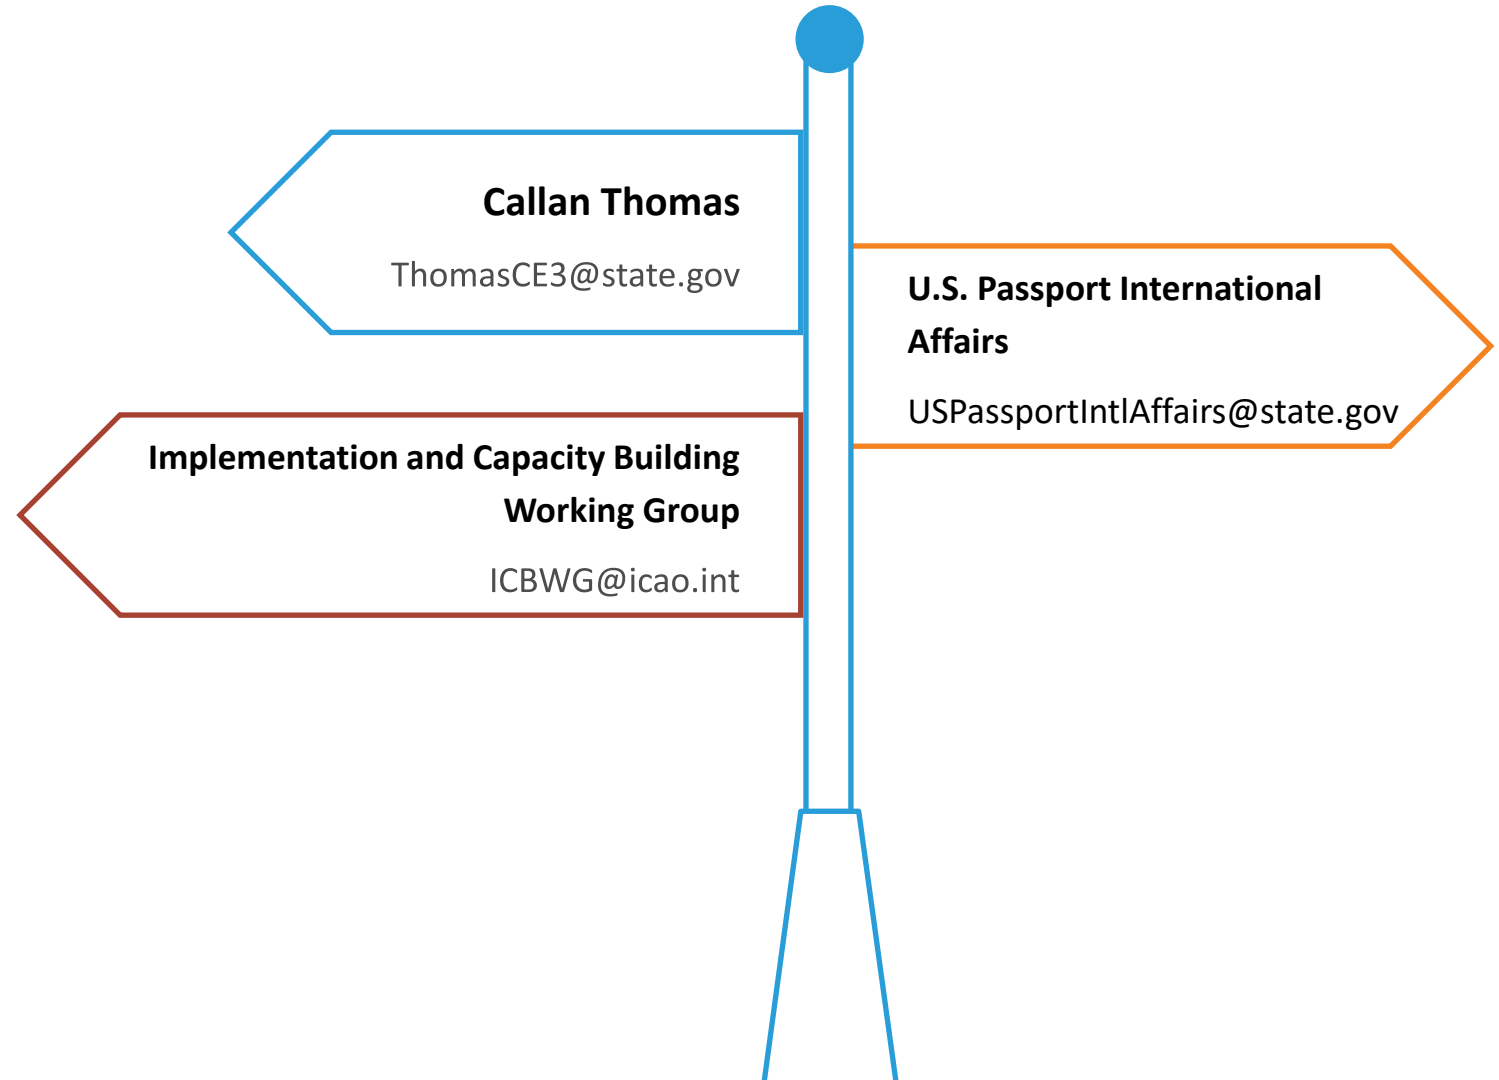 Callan Thomas
ThomasCE3@state.gov
U.S. Passport International
Affairs
USPassportIntlAffairs@state.gov
Implementation and Capacity Building
Working Group
ICBWG@icao.int